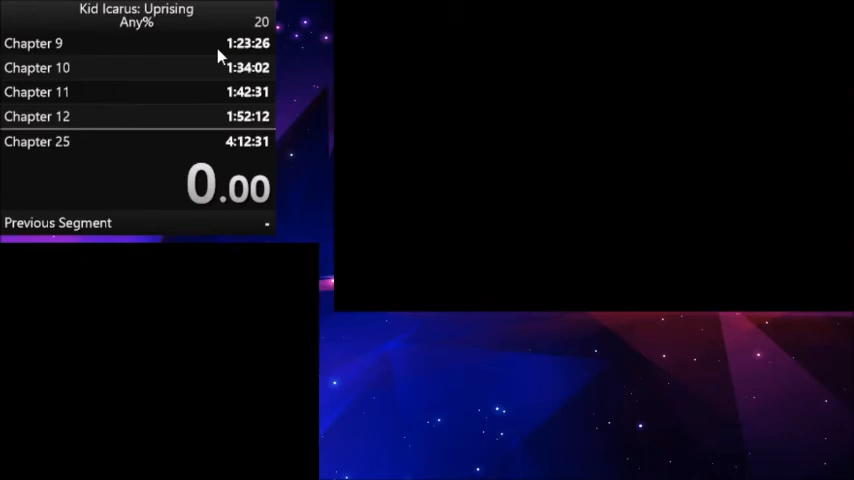 Kid Icarus: Uprising
Any% 20
Chapter 9 1:23:26
Chapter 10 1:34:02
Chapter 11 1:42:31
Chapter 12 1:52:12
Chapter 25 4:12:31
0.00
Previous Segment -